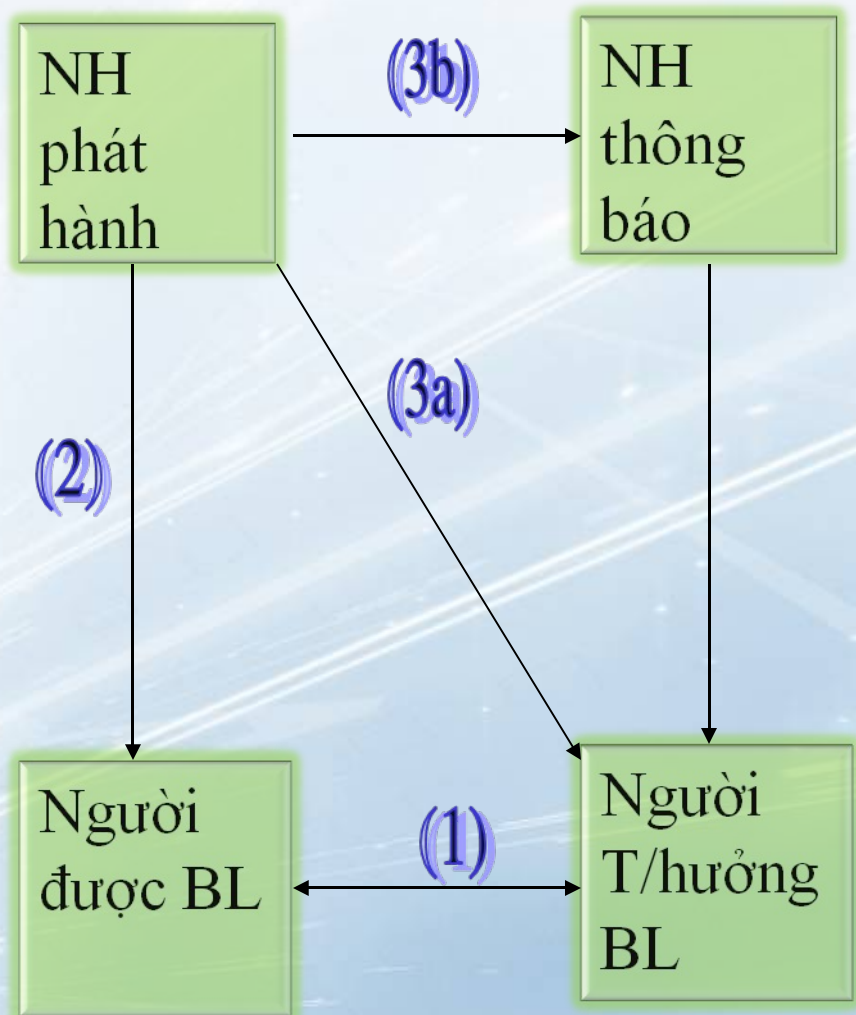 NH
phát
hành
(3b)
NH
thông
báo
(3a)
(2)
Người
được BL
(1)
Người
T/hưởng
BL